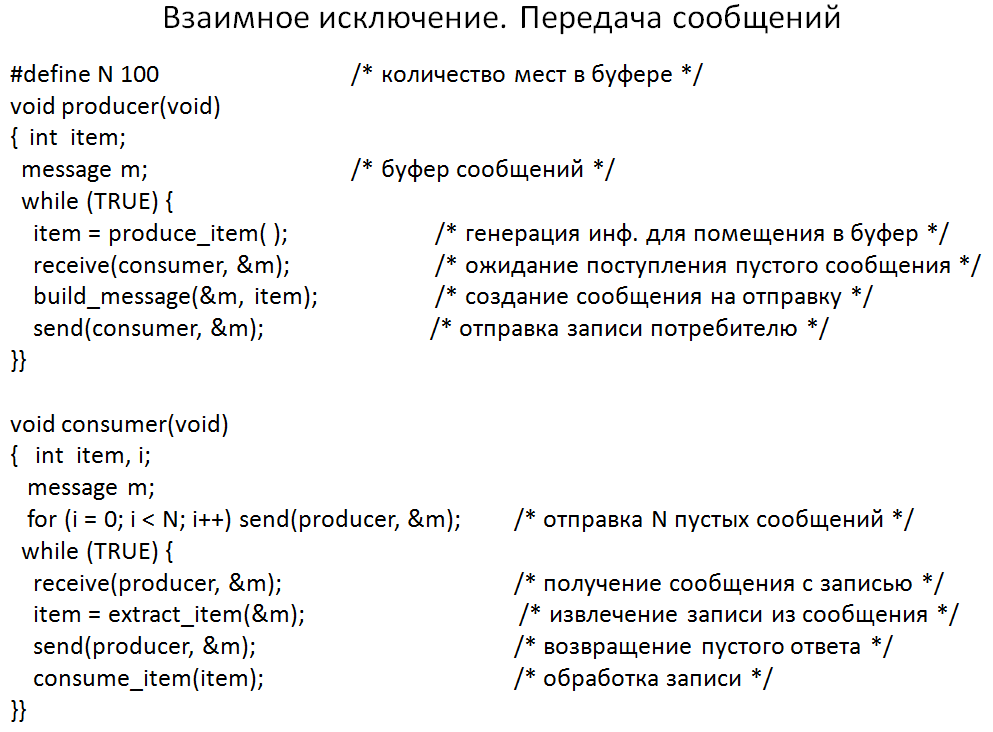 Взаимное исключение. Передача сообщений
#define N 100 /* количество мест в буфере */
void producer(void)
{ int item;
message m; /* буфер сообщений */
while (TRUE) {
item = produce_item( ); /* генерация инф. для помещения в буфер */
receive(consumer, &m); /* ожидание поступления пустого сообщения */
build_message(&m, item); /* создание сообщения на отправку */
send(consumer, &m); /* отправка записи потребителю */
}}
void consumer(void)
{ int item, i;
message m;
for (i = 0; i < N; i++) send(producer, &m); /* отправка N пустых сообщений */
while (TRUE) {
receive(producer, &m); /* получение сообщения с записью */
item = extract_item(&m); /* извлечение записи из сообщения */
send(producer, &m); /* возвращение пустого ответа */
consume_item(item); /* обработка записи */
}}